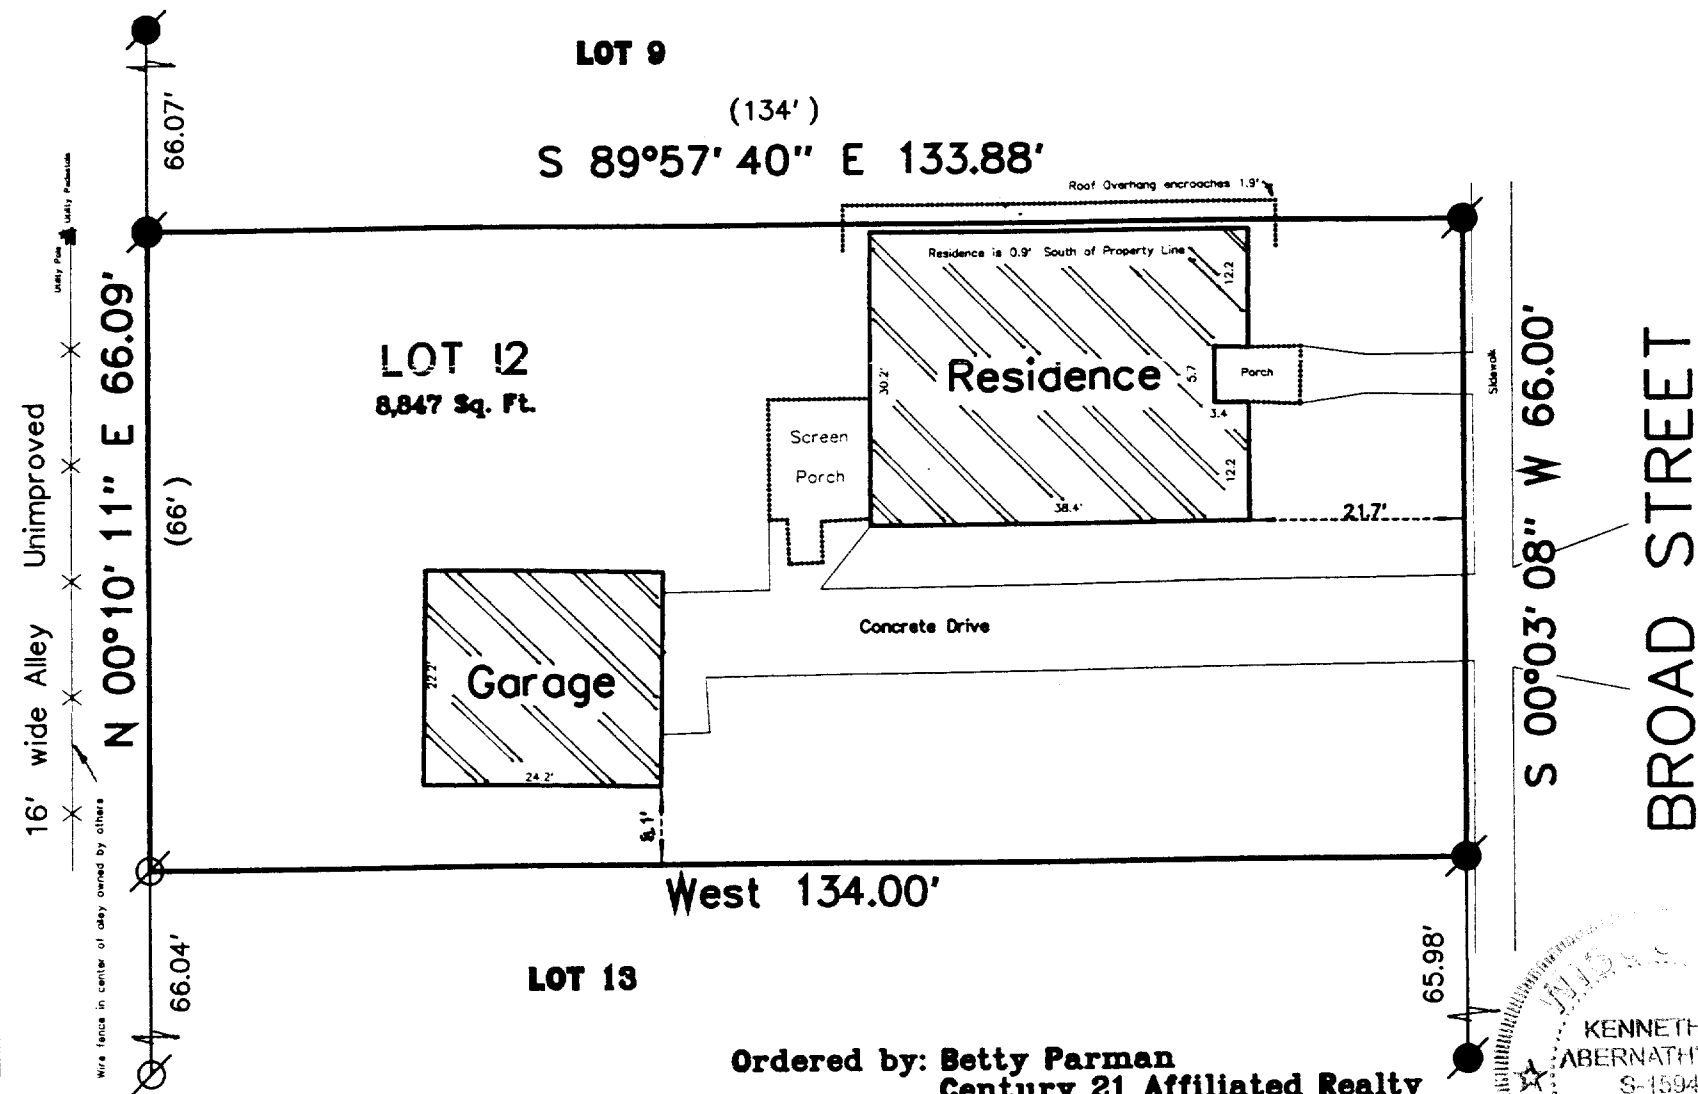 LOT 9
(134')
S 89°57' 40" E 133.88'
Roof Overhang encroaches 1.9'
66.07'
Utility Pedestals
Utility Pole
Residence is 0.9' South of Property Line
12.2
N 00°10' 11" E 66.09'
(66')
16' wide Alley Unimproved
LOT 12
8,847 Sq. Ft.
30.2'
Residence
5.7
Porch
3.4
12.2
38.4'
21.7'
Sidewalk
S 00°03' 08" W 66.00'
BROAD STREET
Screen
Porch
Concrete Drive
22.2'
Garage
24.2'
8.1'
Wire fence in center of alley owned by others
West 134.00'
66.04'
LOT 13
65.98'
Ordered by: Betty Parman
Century 21 Affiliated Realty
KENNETH
ABERNATH
S-1594